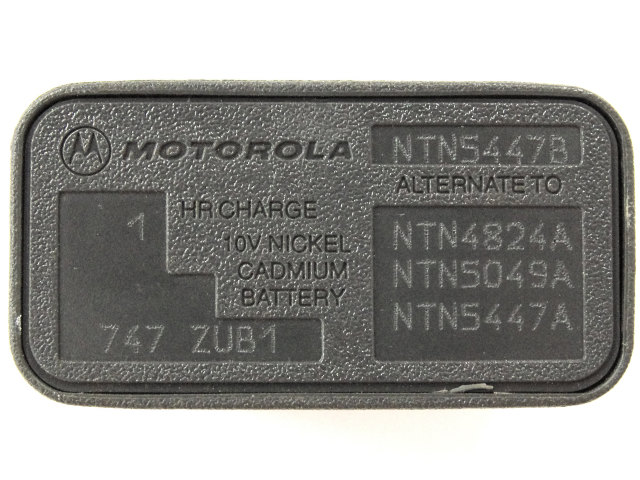 MOTOROLA NTN5447B
ALTERNATE TO
1 HR CHARGE
10V NICKEL
CADMIUM
BATTERY
747 ZUB1
NTN4824A
NTN5049A
NTN5447A